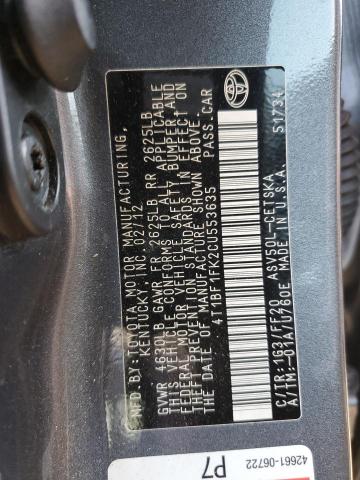 MFD.BY:TOYOTA MOTOR MANUFACTURING,
KENTUCKY, INC. 02/12
GVWR 4630LB GAWR FR 2625LB RR 2625LB
THIS VEHICLE CONFORMS TO ALL APPLICABLE
FEDERAL MOTOR VEHICLE SAFETY, BUMPER, AND
THEFT PREVENTION STANDARDS IN EFFECT ON
THE DATE OF MANUFACTURE SHOWN ABOVE.
4T1BF1FK2CU553635 PASS.CAR
C/TR:1G3/FF20 ASV50L-CETSKA
A/TM:-01A/U760E MADE IN U.S.A. 51734
42661-06722
P7